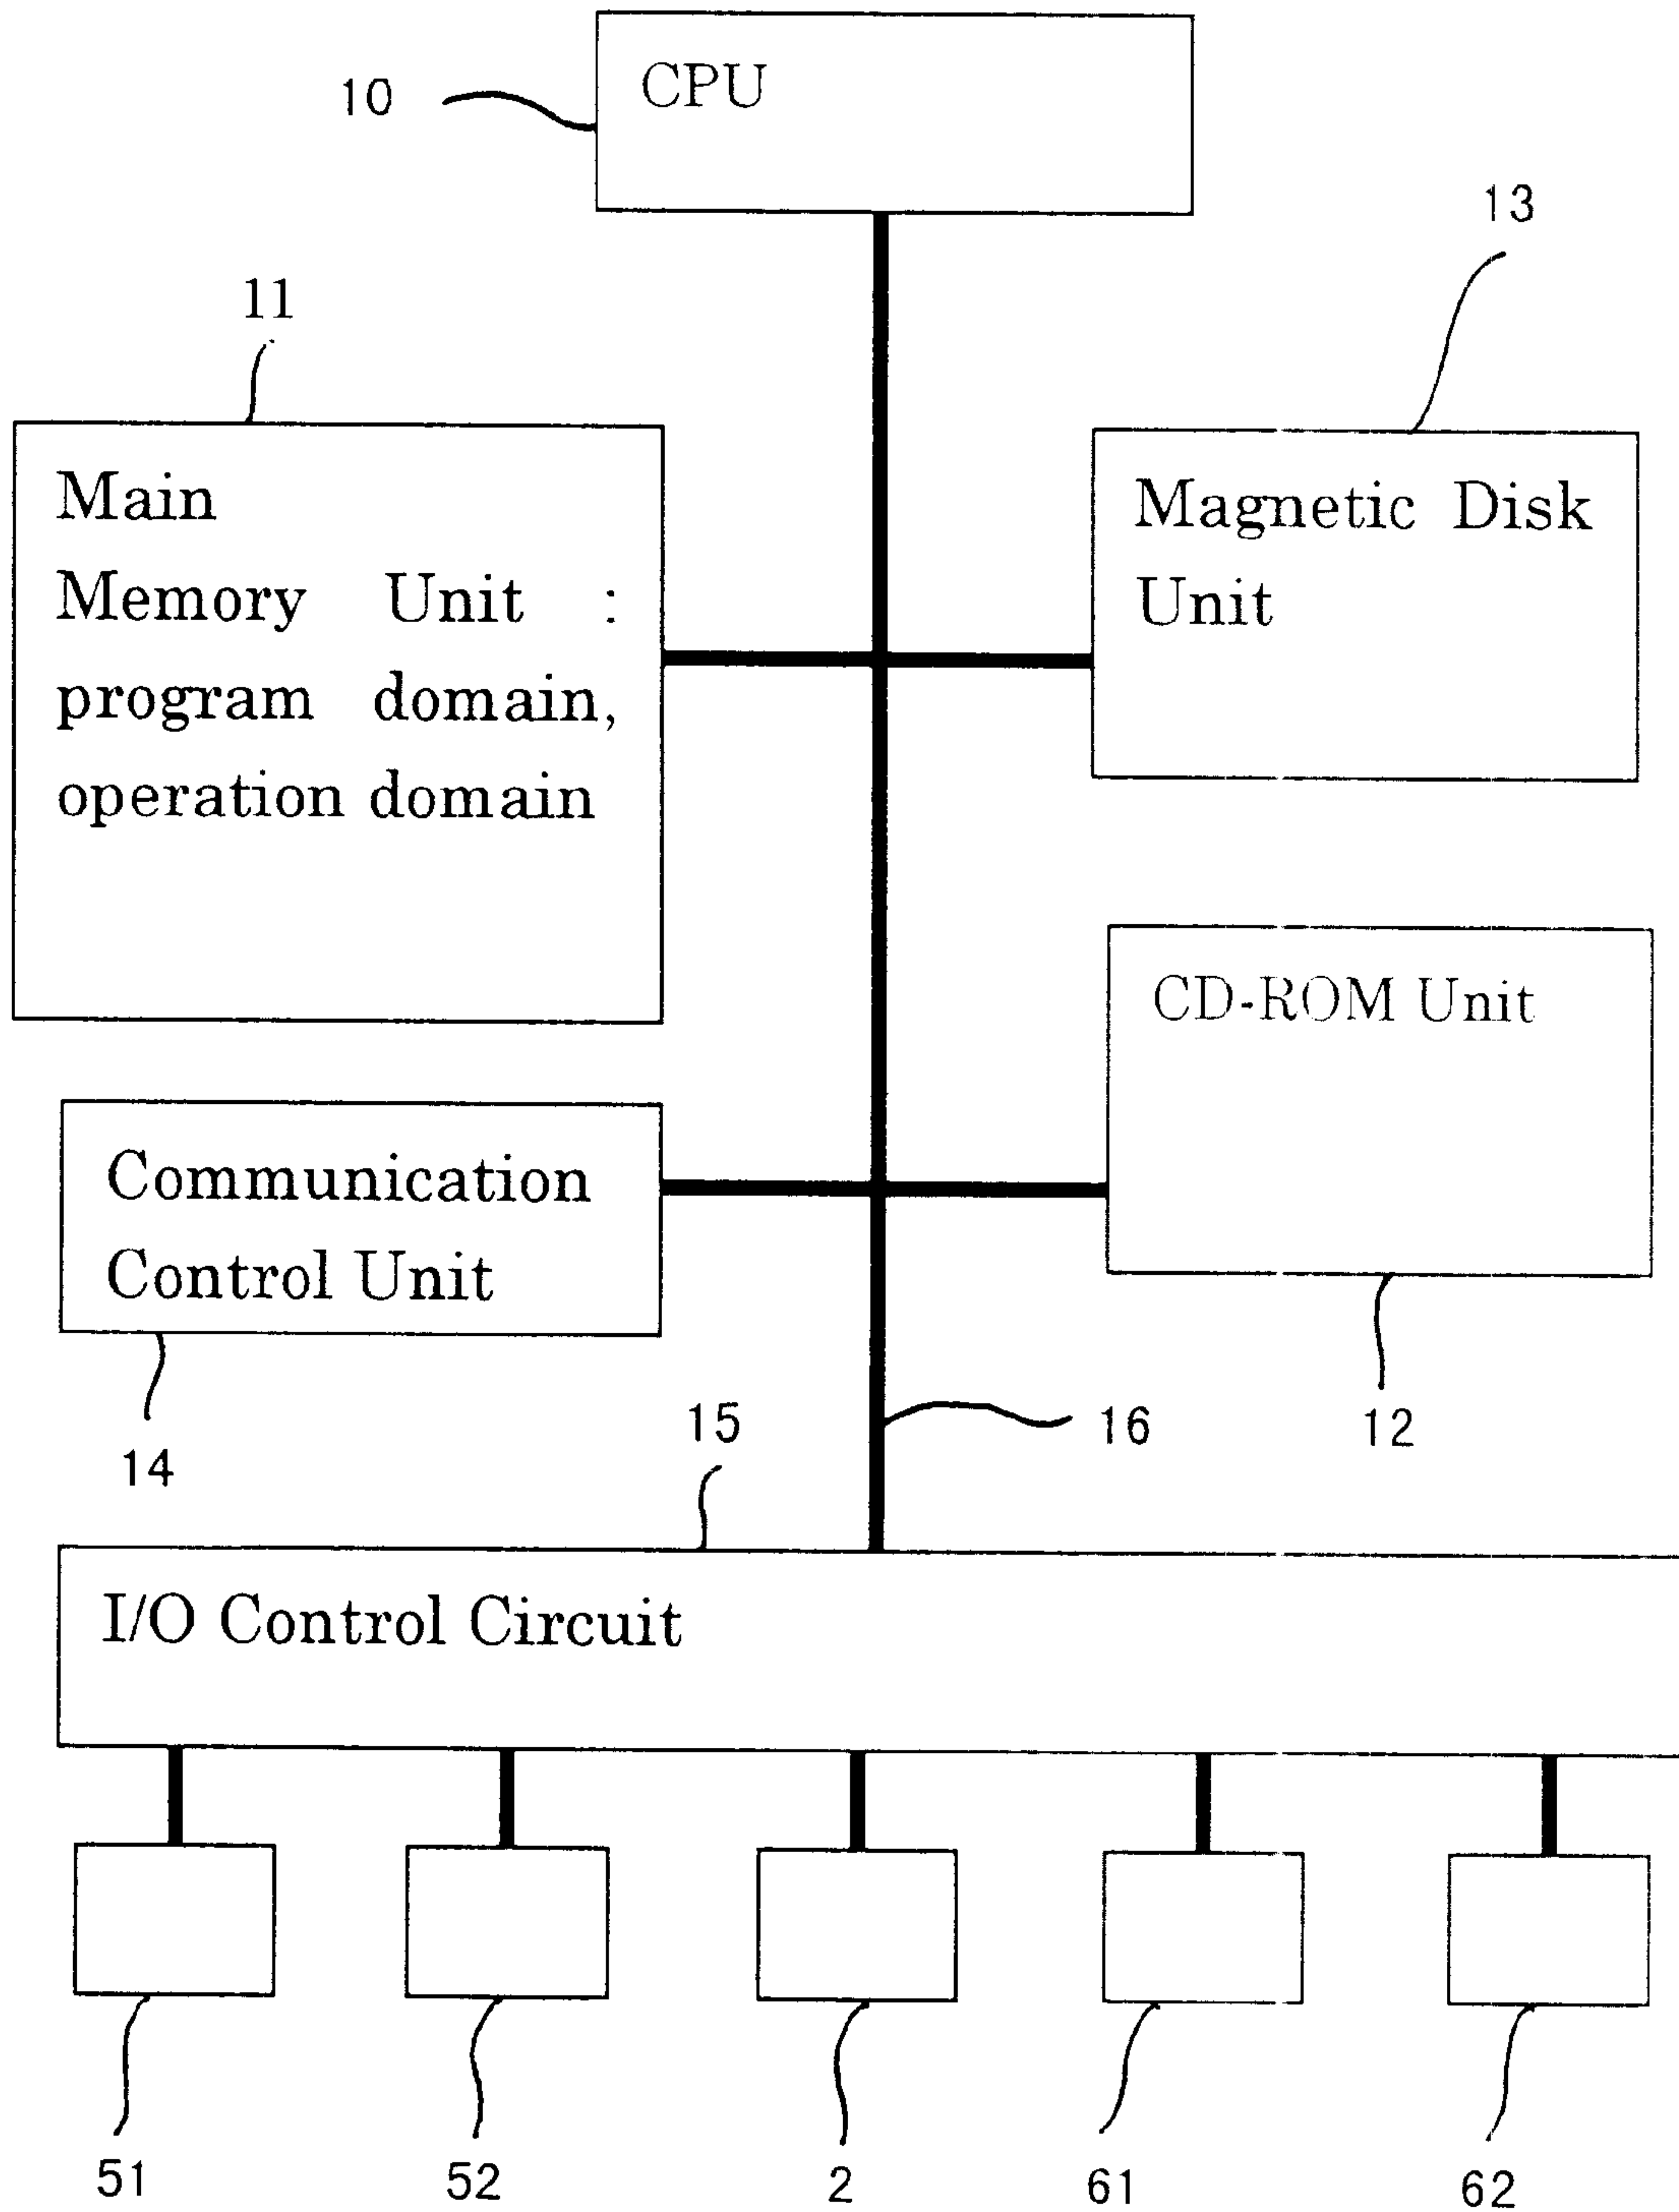 CPU
10
13
11
Main
Memory Unit :
program domain,
operation domain
Magnetic Disk
Unit
CD-ROM Unit
Communication
Control Unit
14
15
16
12
I/O Control Circuit
51
52
2
61
62